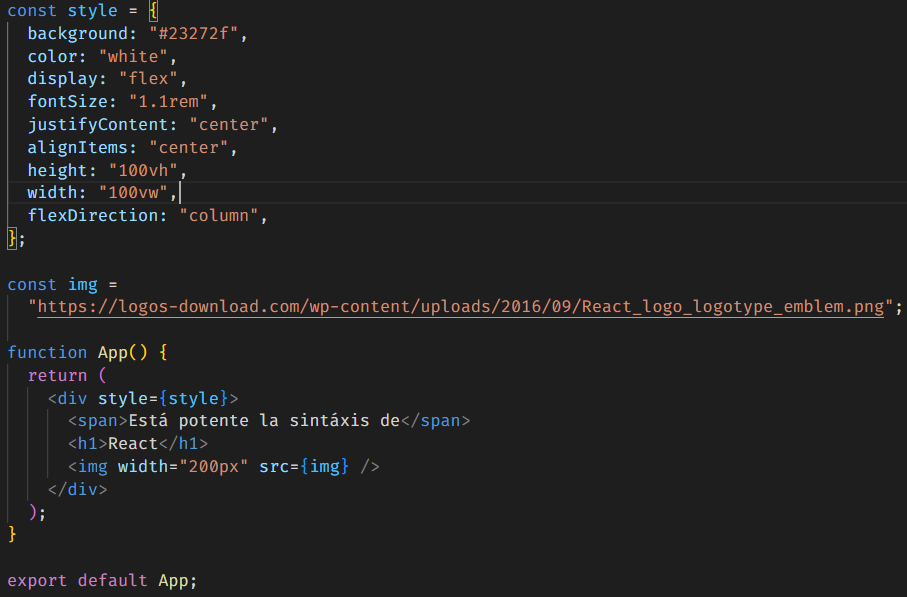 const style = {
  background: "#23272f",
  color: "white",
  display: "flex",
  fontSize: "1.1rem",
  justifyContent: "center",
  alignItems: "center",
  height: "100vh",
  width: "100vw",
  flexDirection: "column",
};

const img =
  "https://logos-download.com/wp-content/uploads/2016/09/React_logo_logotype_emblem.png";

function App() {
  return (
    <div style={style}>
      <span>Está potente la sintáxis de</span>
      <h1>React</h1>
      <img width="200px" src={img} />
    </div>
  );
}

export default App;